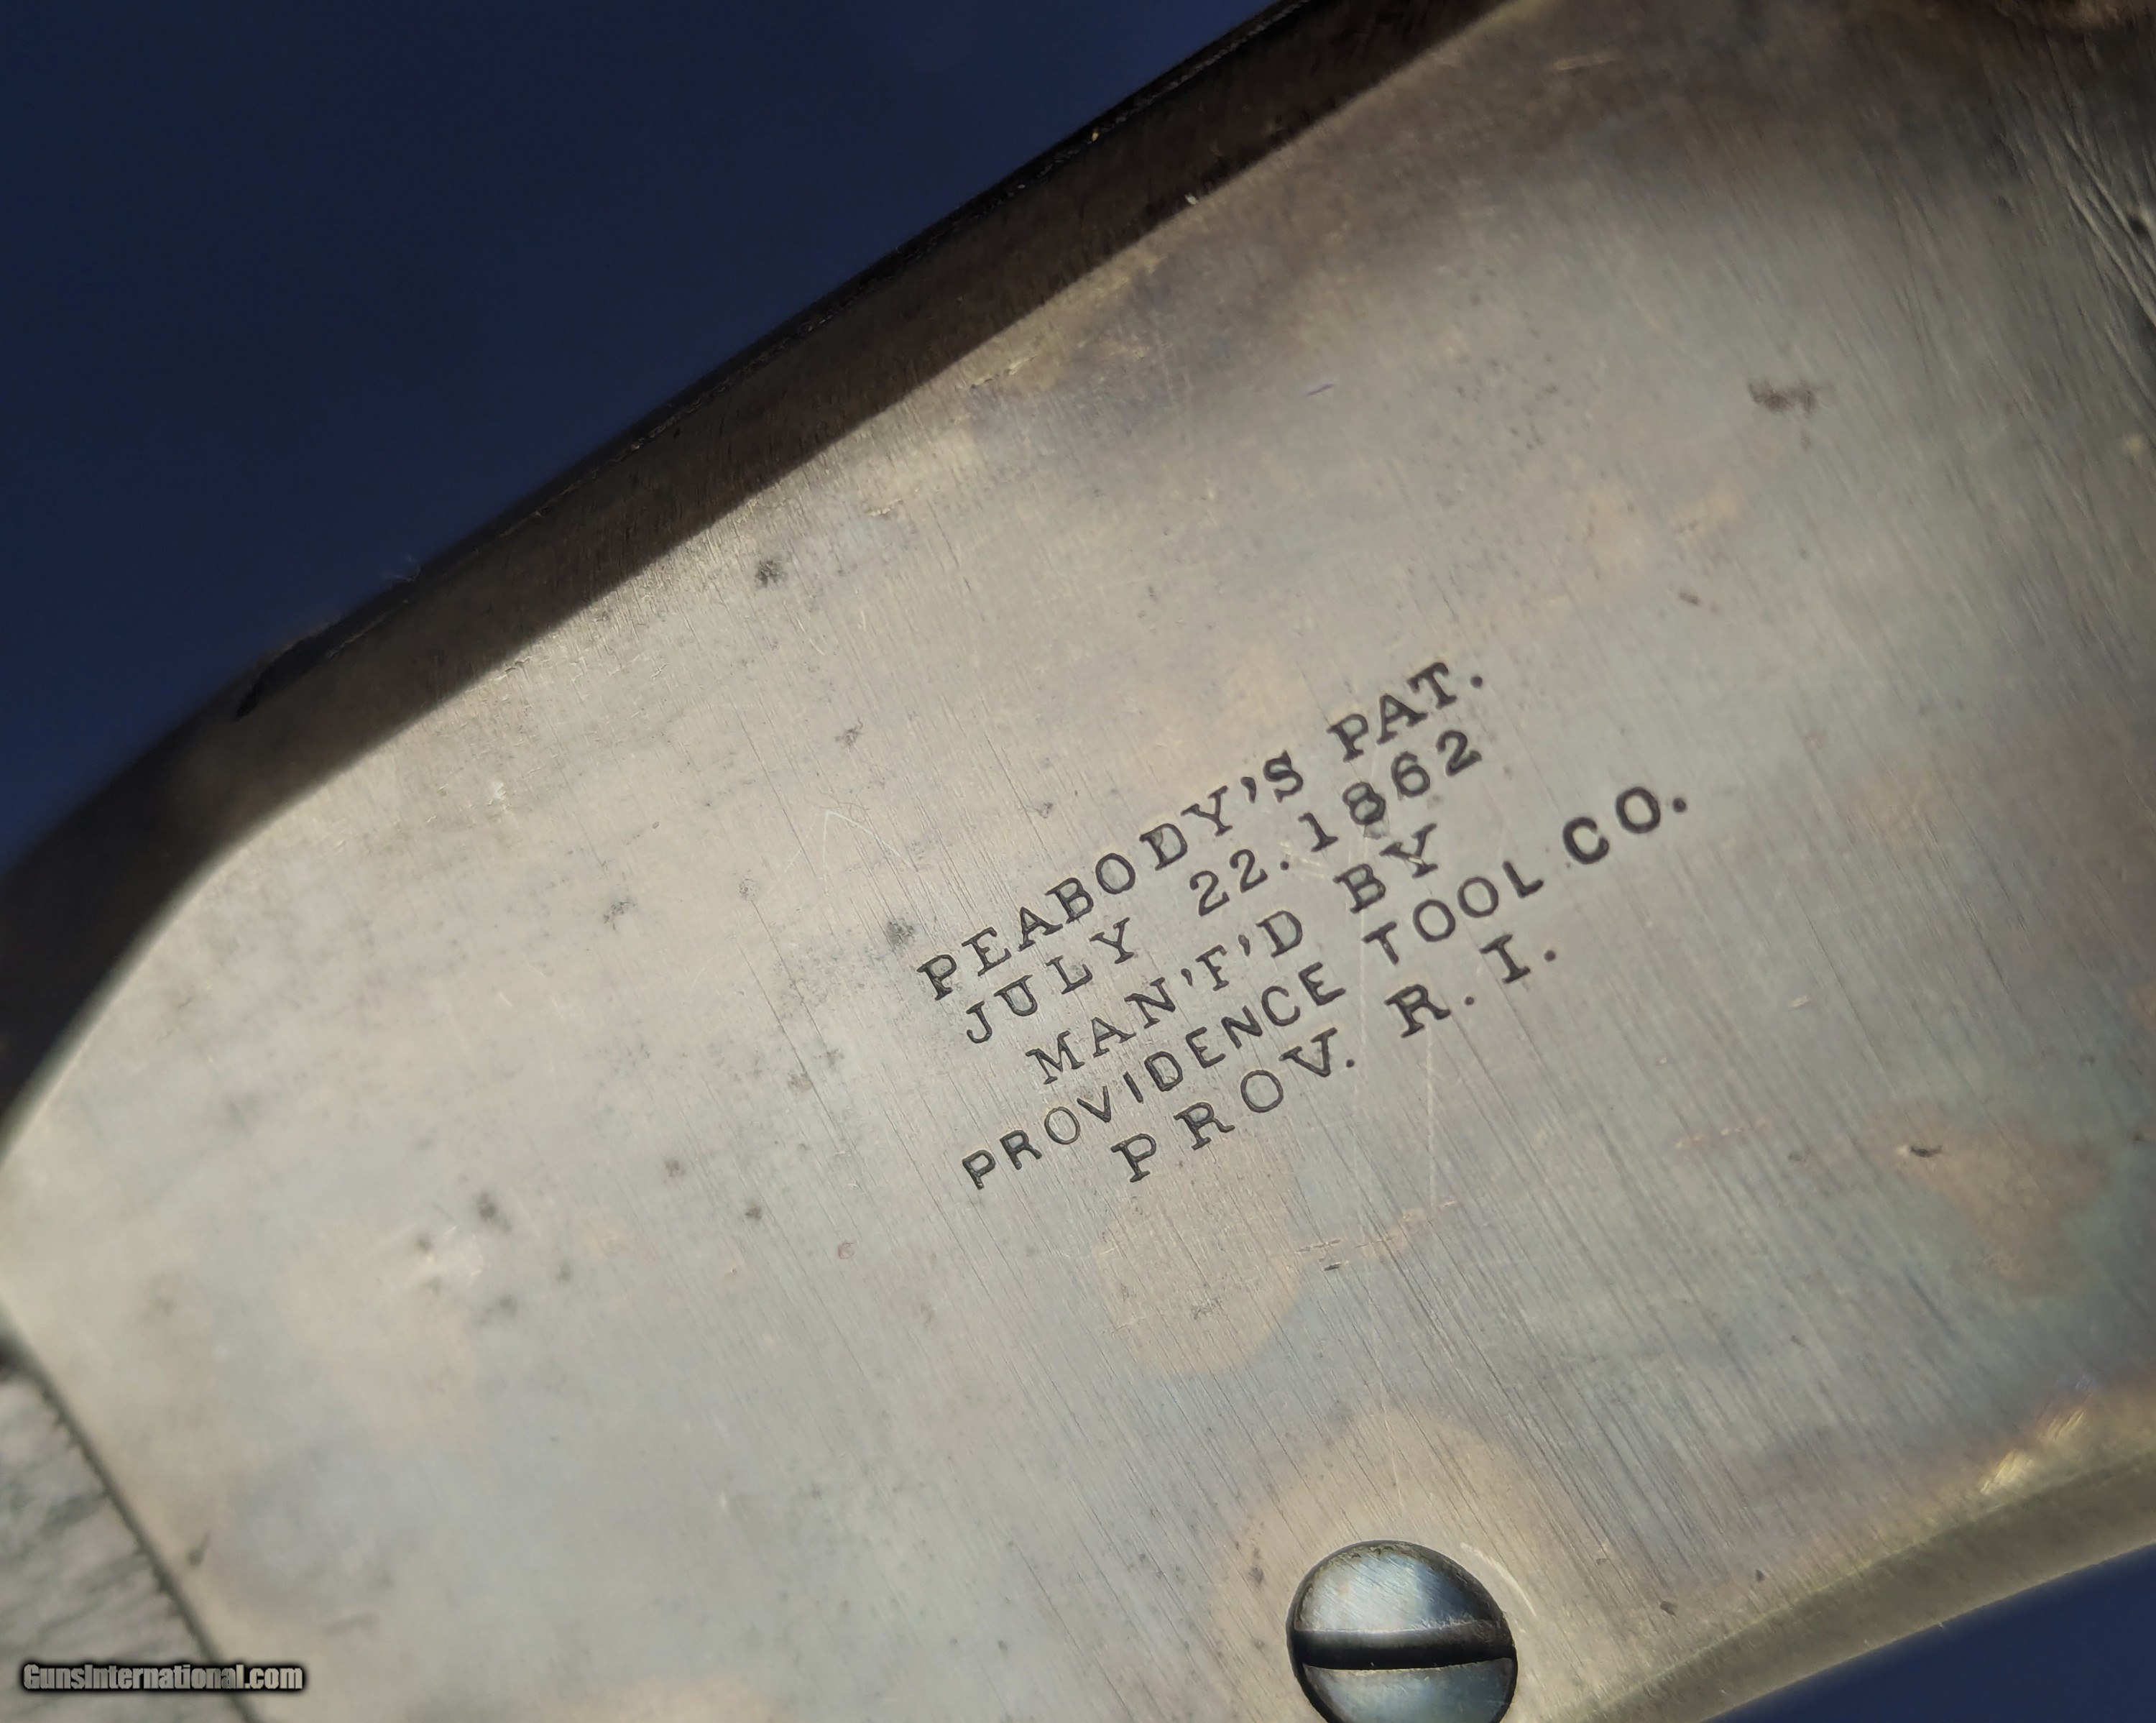 PEABODY'S PAT.
JULY 22.1862
MAN'F'D BY
PROVIDENCE TOOL CO.
PROV. R. I.
GunsInternational.com